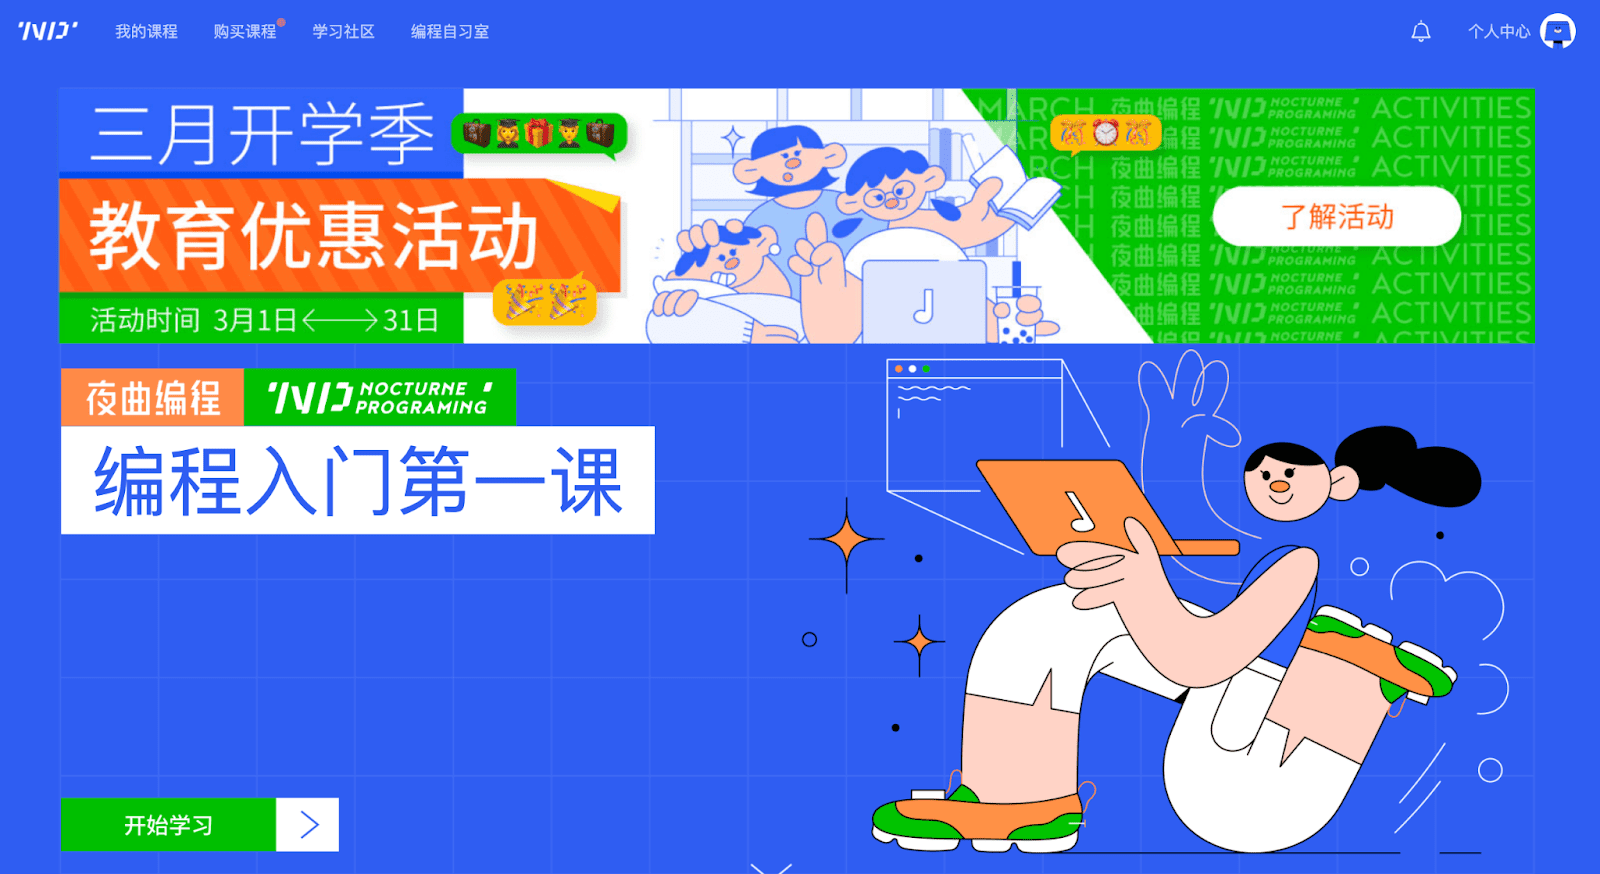 我的课程
购买课程
学习社区
编程自习室
个人中心
三月开学季
教育优惠活动
活动时间 3月1日 31日
MARCH 夜曲编程 NOCTURNE PROGRAMING ACTIVITIES
了解活动
夜曲编程
NOCTURNE
PROGRAMING
编程入门第一课
开始学习